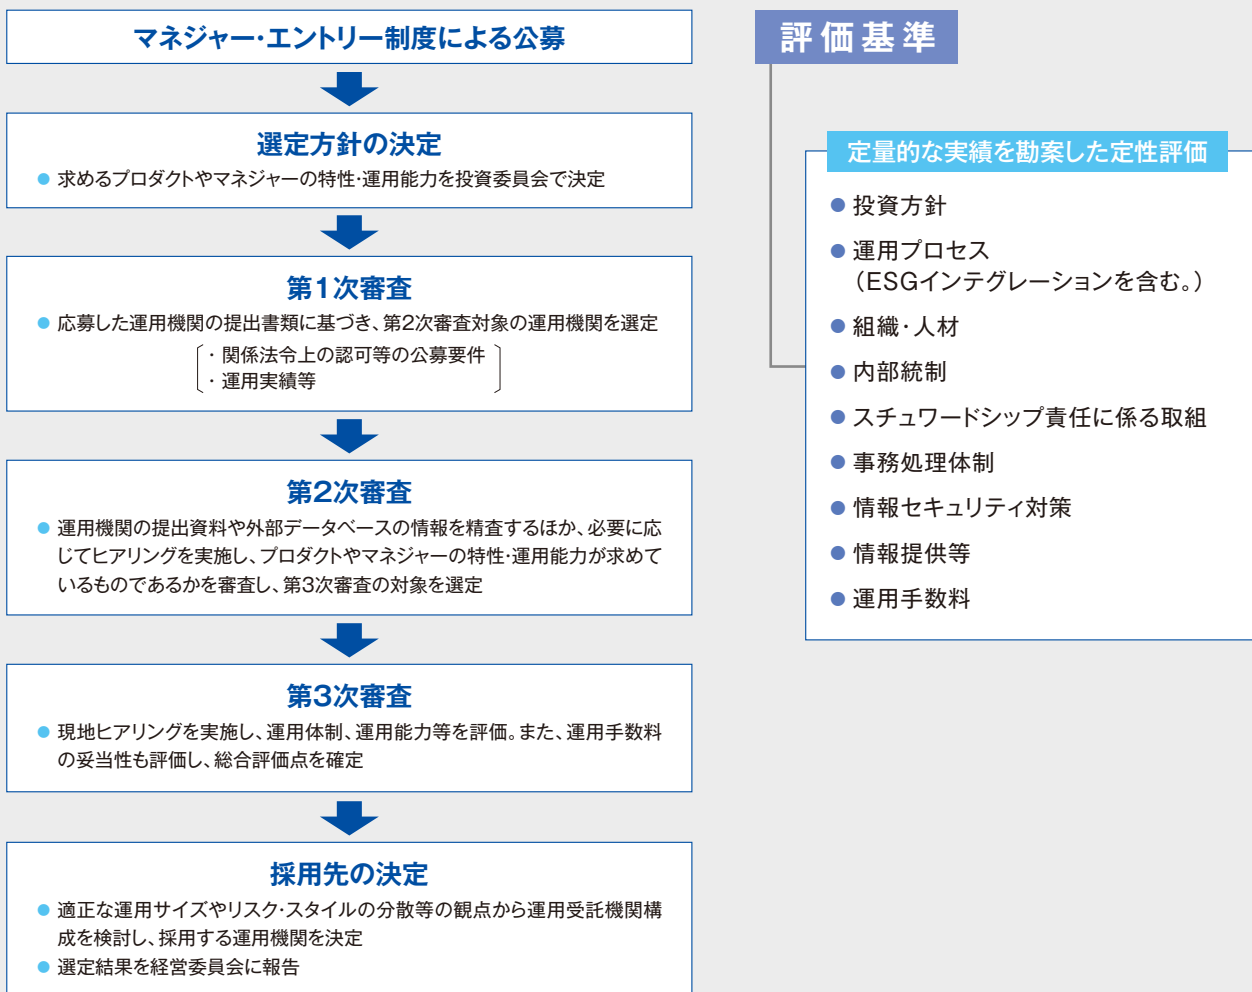 マネジャー・エントリー制度による公募
選定方針の決定
● 求めるプロダクトやマネジャーの特性・運用能力を投資委員会で決定
第1次審査
● 応募した運用機関の提出書類に基づき、第2次審査対象の運用機関を選定
・関係法令上の認可等の公募要件
・運用実績等
第2次審査
● 運用機関の提出資料や外部データベースの情報を精査するほか、必要に応
じてヒアリングを実施し、プロダクトやマネジャーの特性・運用能力が求めて
いるものであるかを審査し、第3次審査の対象を選定
第3次審査
● 現地ヒアリングを実施し、運用体制、運用能力等を評価。また、運用手数料
の妥当性も評価し、総合評価点を確定
採用先の決定
● 適正な運用サイズやリスク・スタイルの分散等の観点から運用受託機関構
成を検討し、採用する運用機関を決定
● 選定結果を経営委員会に報告
評価基準
定量的な実績を勘案した定性評価
● 投資方針
● 運用プロセス
（ESGインテグレーションを含む。）
● 組織・人材
● 内部統制
● スチュワードシップ責任に係る取組
● 事務処理体制
● 情報セキュリティ対策
● 情報提供等
● 運用手数料